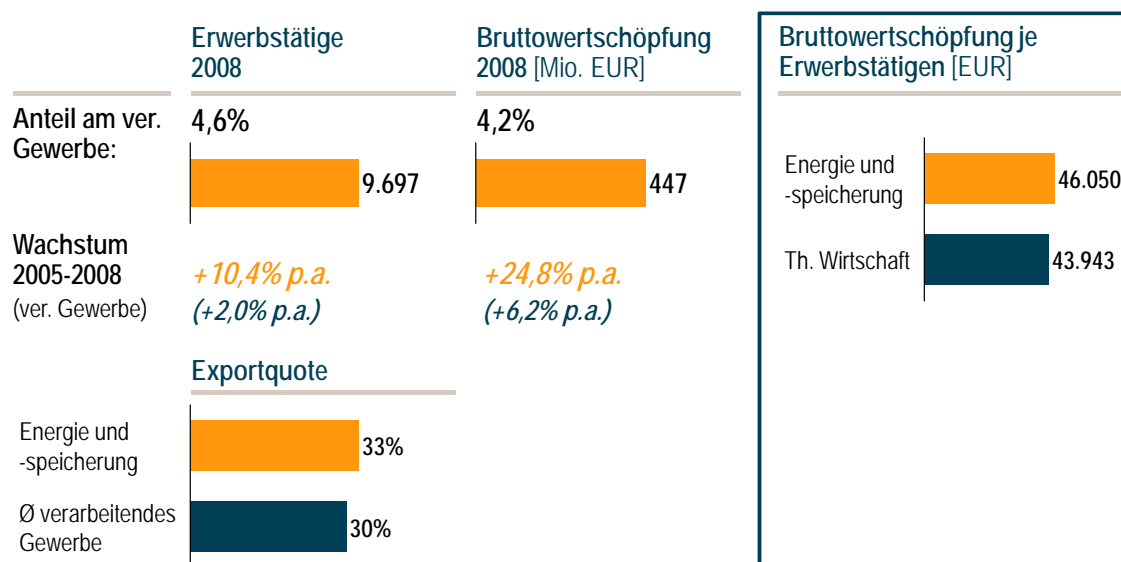 Erwerbstätige
2008
Bruttowertschöpfung
2008 [Mio. EUR]
Bruttowertschöpfung je
Erwerbstätigen [EUR]
Anteil am ver.
Gewerbe:
4,6%
9.697
4,2%
447
Energie und
-speicherung
46.050
Th. Wirtschaft
43.943
Wachstum
2005-2008
(ver. Gewerbe)
+10,4% p.a.
(+2,0% p.a.)
+24,8% p.a.
(+6,2% p.a.)
Exportquote
Energie und
-speicherung
33%
Ø verarbeitendes
Gewerbe
30%